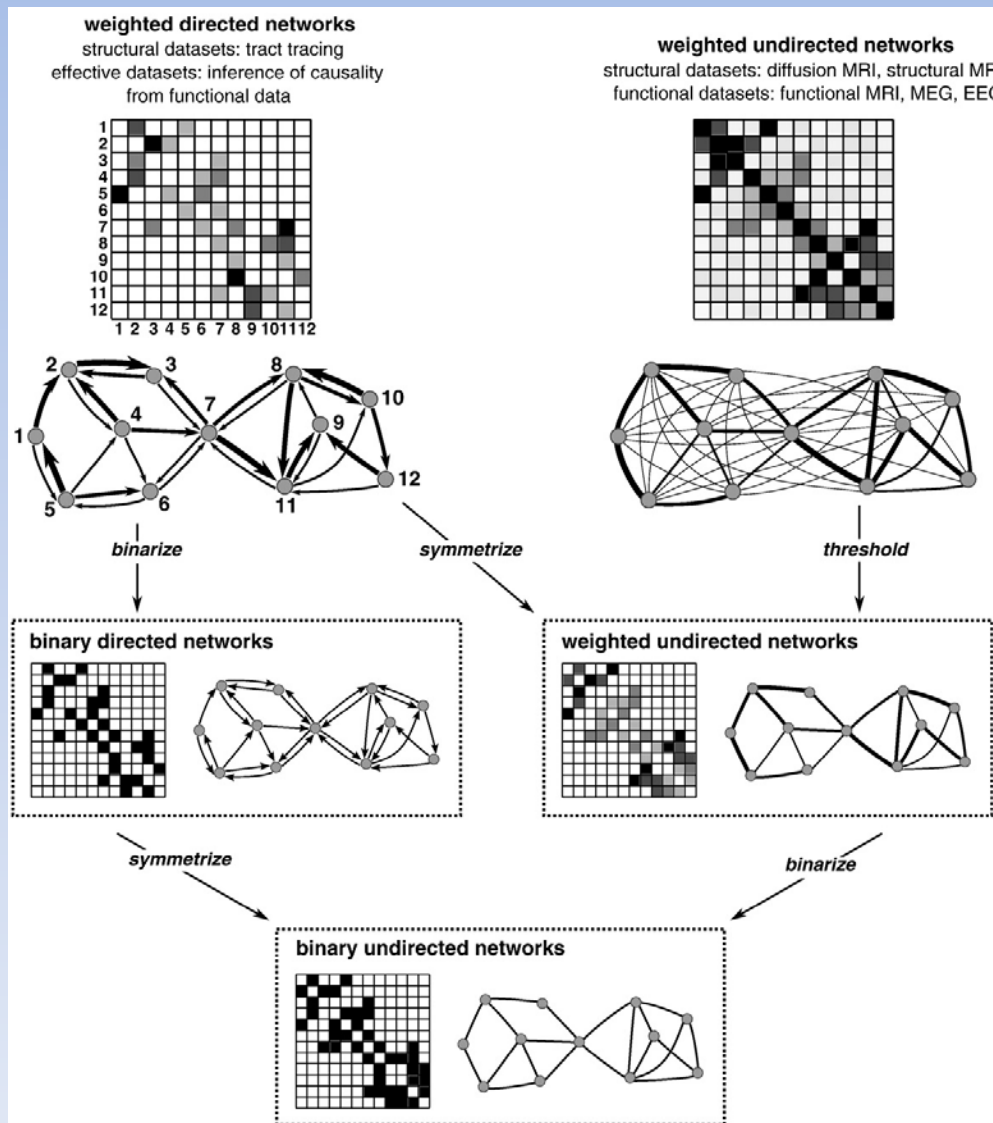 weighted directed networks
structural datasets: tract tracing
effective datasets: inference of causality
from functional data
weighted undirected networks
structural datasets: diffusion MRI, structural MR
functional datasets: functional MRI, MEG, EEG
1
2
3
4
5
6
7
8
9
10
11
12
1 2 3 4 5 6 7 8 9 10 11 12
2 3 8
4 7 10
1 9
12
5 6 11
binarize
symmetrize
threshold
binary directed networks
weighted undirected networks
symmetrize
binarize
binary undirected networks